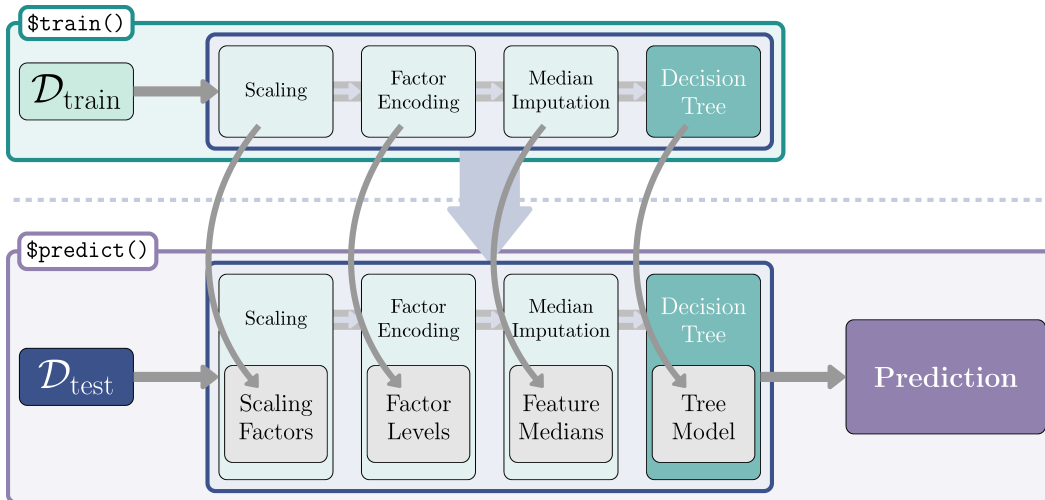 $train()
𝒟train
Scaling
Factor
Encoding
Median
Imputation
Decision
Tree
$predict()
𝒟test
Scaling
Factor
Encoding
Median
Imputation
Decision
Tree
Scaling
Factors
Factor
Levels
Feature
Medians
Tree
Model
Prediction